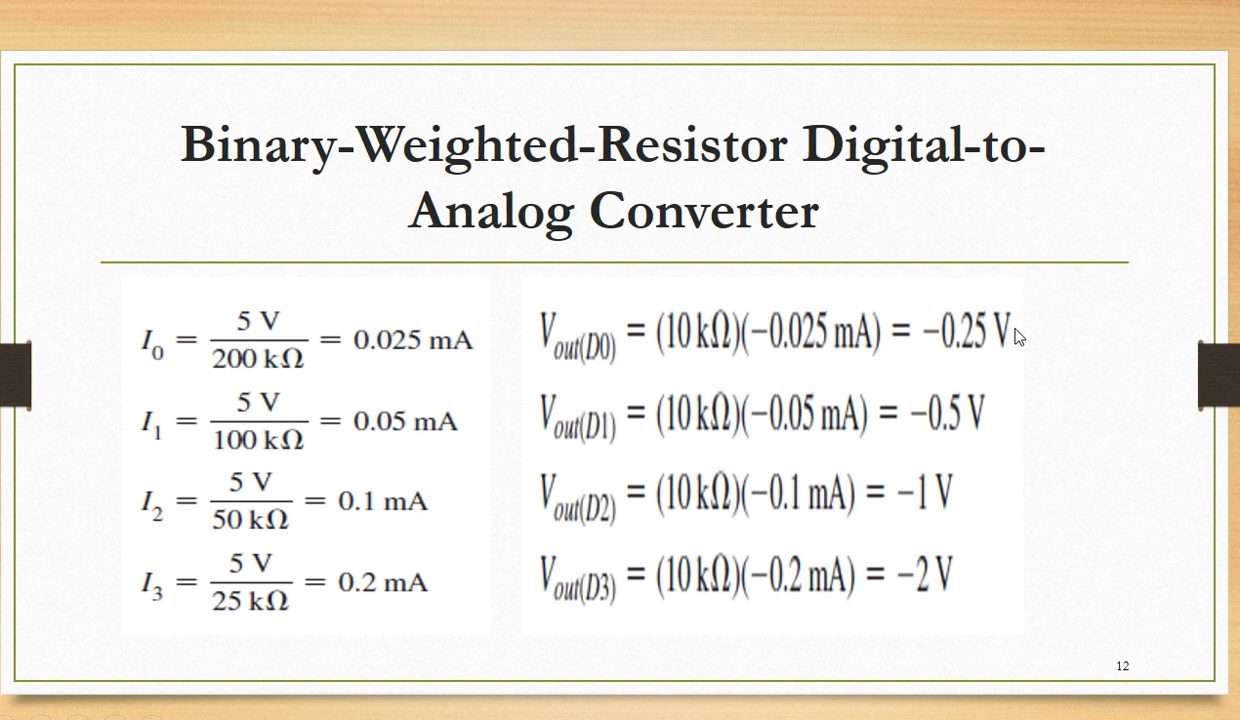 Binary-Weighted-Resistor Digital-to-
Analog Converter
I₀ = 5 V / 200 kΩ = 0.025 mA
I₁ = 5 V / 100 kΩ = 0.05 mA
I₂ = 5 V / 50 kΩ = 0.1 mA
I₃ = 5 V / 25 kΩ = 0.2 mA
V_out(D0) = (10 kΩ)(−0.025 mA) = −0.25 V
V_out(D1) = (10 kΩ)(−0.05 mA) = −0.5 V
V_out(D2) = (10 kΩ)(−0.1 mA) = −1 V
V_out(D3) = (10 kΩ)(−0.2 mA) = −2 V
12